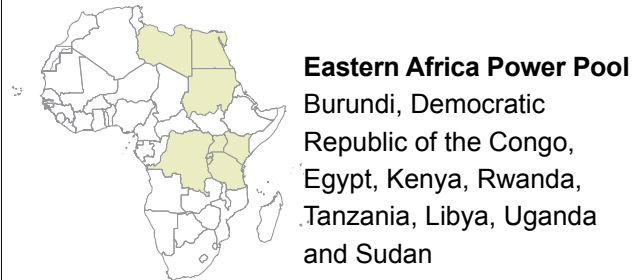 Eastern Africa Power Pool
Burundi, Democratic
Republic of the Congo,
Egypt, Kenya, Rwanda,
Tanzania, Libya, Uganda
and Sudan